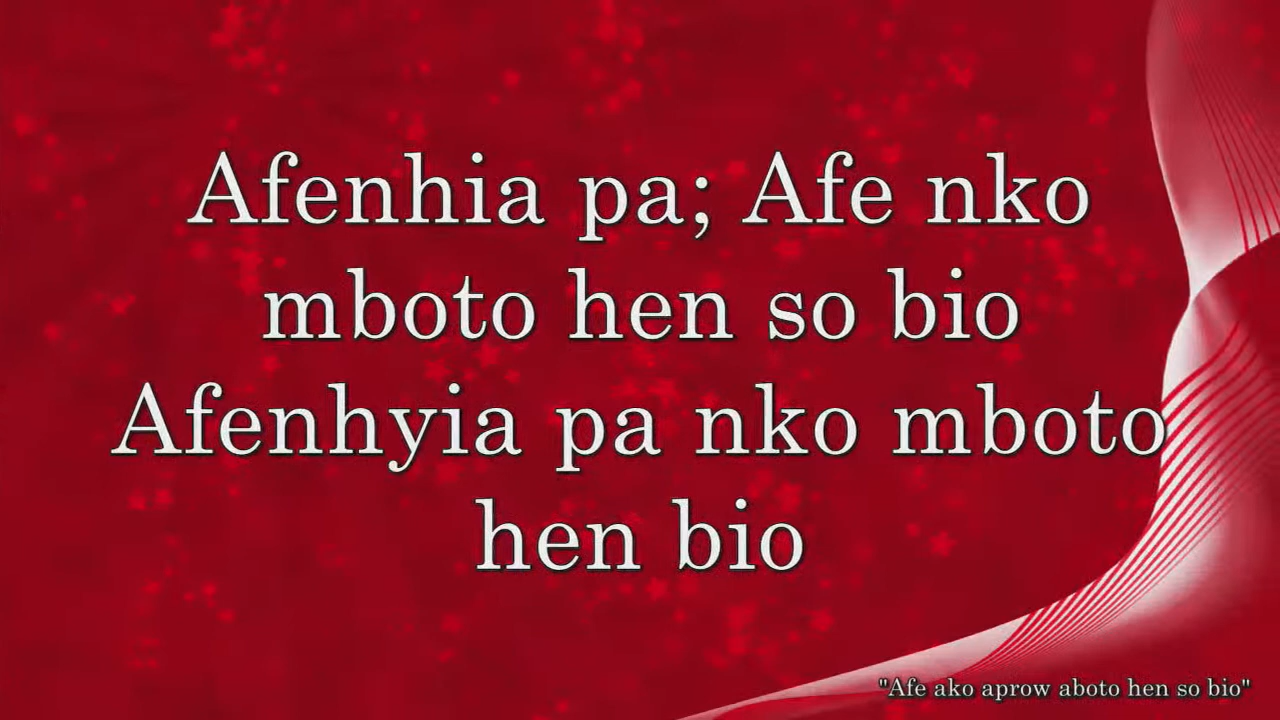 Afenhia pa; Afe nko
mboto hen so bio
Afenhyia pa nko mboto
hen bio
"Afe ako aprow aboto hen so bio"